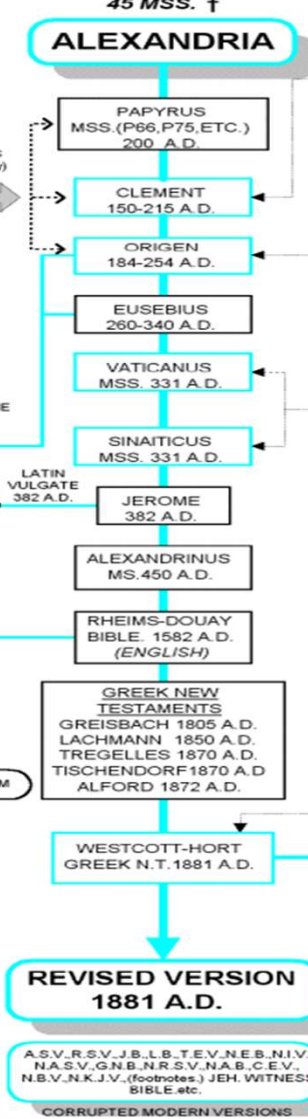 45 MSS. †
ALEXANDRIA
PAPYRUS
MSS.(P66,P75,ETC.)
200 A.D.
CLEMENT
150-215 A.D.
ORIGEN
184-254 A.D.
EUSEBIUS
260-340 A.D.
VATICANUS
MSS. 331 A.D.
SINAITICUS
MSS. 331 A.D.
LATIN
VULGATE
382 A.D.
JEROME
382 A.D.
ALEXANDRINUS
MS.450 A.D.
RHEIMS-DOUAY
BIBLE. 1582 A.D.
(ENGLISH)
GREEK NEW
TESTAMENTS
GREISBACH 1805 A.D.
LACHMANN 1850 A.D.
TREGELLES 1870 A.D.
TISCHENDORF1870 A.D
ALFORD 1872 A.D.
WESTCOTT-HORT
GREEK N.T.1881 A.D.
REVISED VERSION
1881 A.D.
A.S.V.,R.S.V.,J.B.,L.B.,T.E.V.,N.E.B.,N.I.V.
N.A.S.V.,G.N.B.,N.R.S.V.,N.A.B.,C.E.V.,
N.B.V.,N.K.J.V.,(footnotes.) JEH. WITNESS
BIBLE.etc.
CORRUPTED MODERN VERSIONS